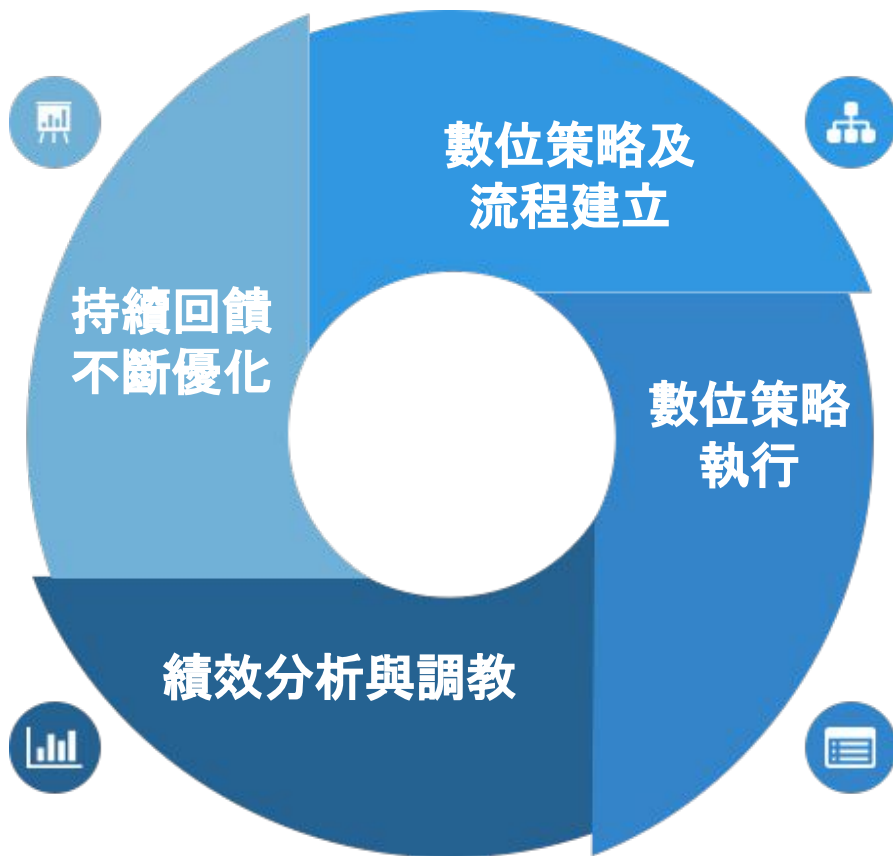 數位策略及
流程建立
數位策略
執行
績效分析與調教
持續回饋
不斷優化